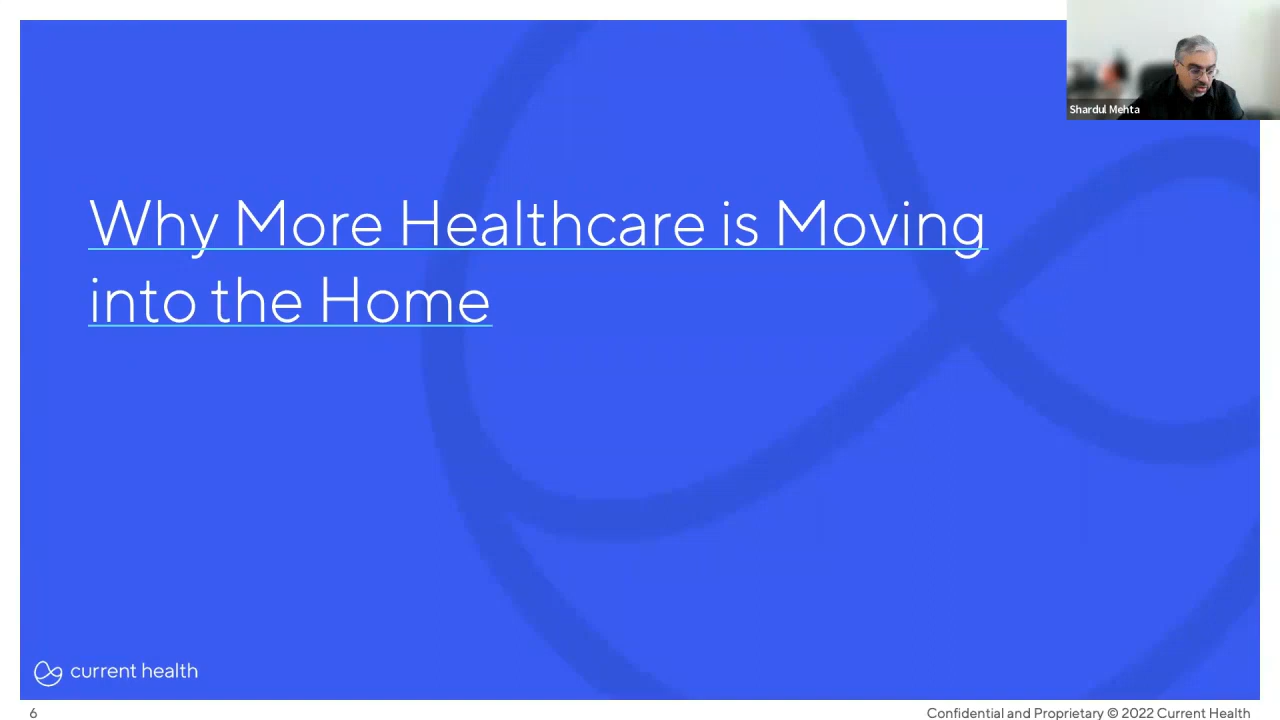 Shardul Mehta
Why More Healthcare is Moving
into the Home
current health
6
Confidential and Proprietary © 2022 Current Health